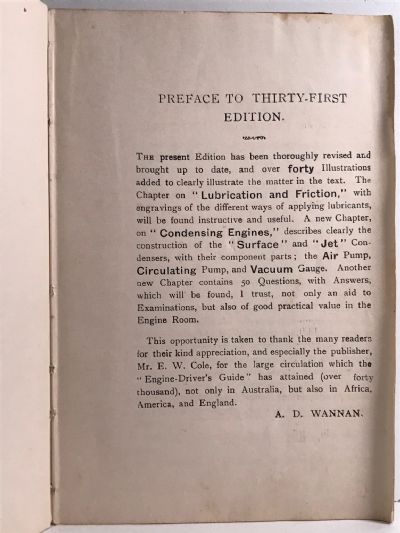 PREFACE TO THIRTY-FIRST
EDITION.
THE present Edition has been thoroughly revised and
brought up to date, and over forty Illustrations
added to clearly illustrate the matter in the text. The
Chapter on "Lubrication and Friction," with
engravings of the different ways of applying lubricants,
will be found instructive and useful. A new Chapter,
on "Condensing Engines," describes clearly the
construction of the "Surface" and "Jet" Con-
densers, with their component parts; the Air Pump,
Circulating Pump, and Vacuum Gauge. Another
new Chapter contains 50 Questions, with Answers,
which will be found, I trust, not only an aid to
Examinations, but also of good practical value in the
Engine Room.
This opportunity is taken to thank the many readers
for their kind appreciation, and especially the publisher,
Mr. E. W. Cole, for the large circulation which the
"Engine-Driver's Guide" has attained (over forty
thousand), not only in Australia, but also in Africa,
America, and England.
A. D. WANNAN.